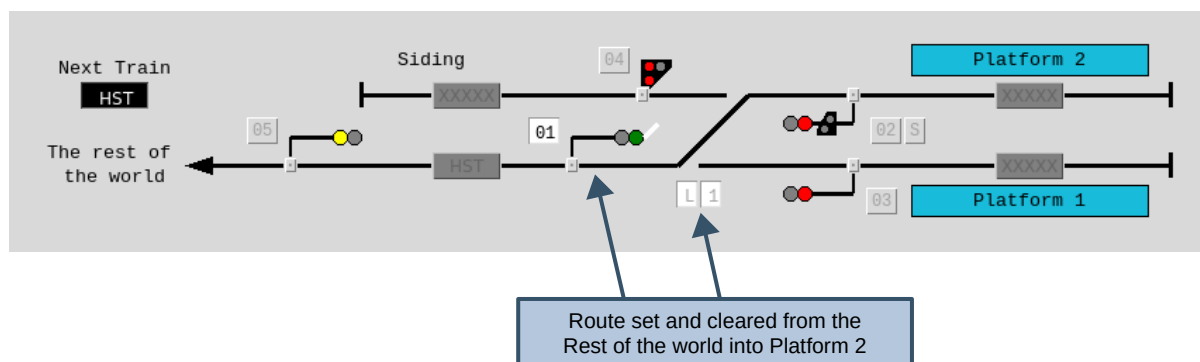 Next Train
HST
Siding
04
Platform 2
XXXXX
XXXXX
05
01
02 S
The rest of
the world
HST
XXXXX
L 1
03
Platform 1
Route set and cleared from the
Rest of the world into Platform 2